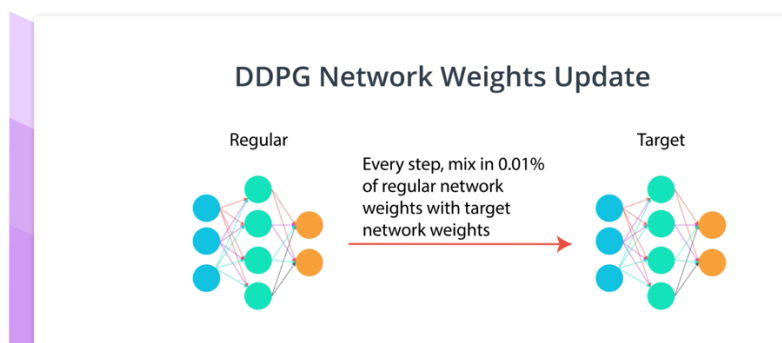 DDPG Network Weights Update
Regular
Target
Every step, mix in 0.01%
of regular network
weights with target
network weights